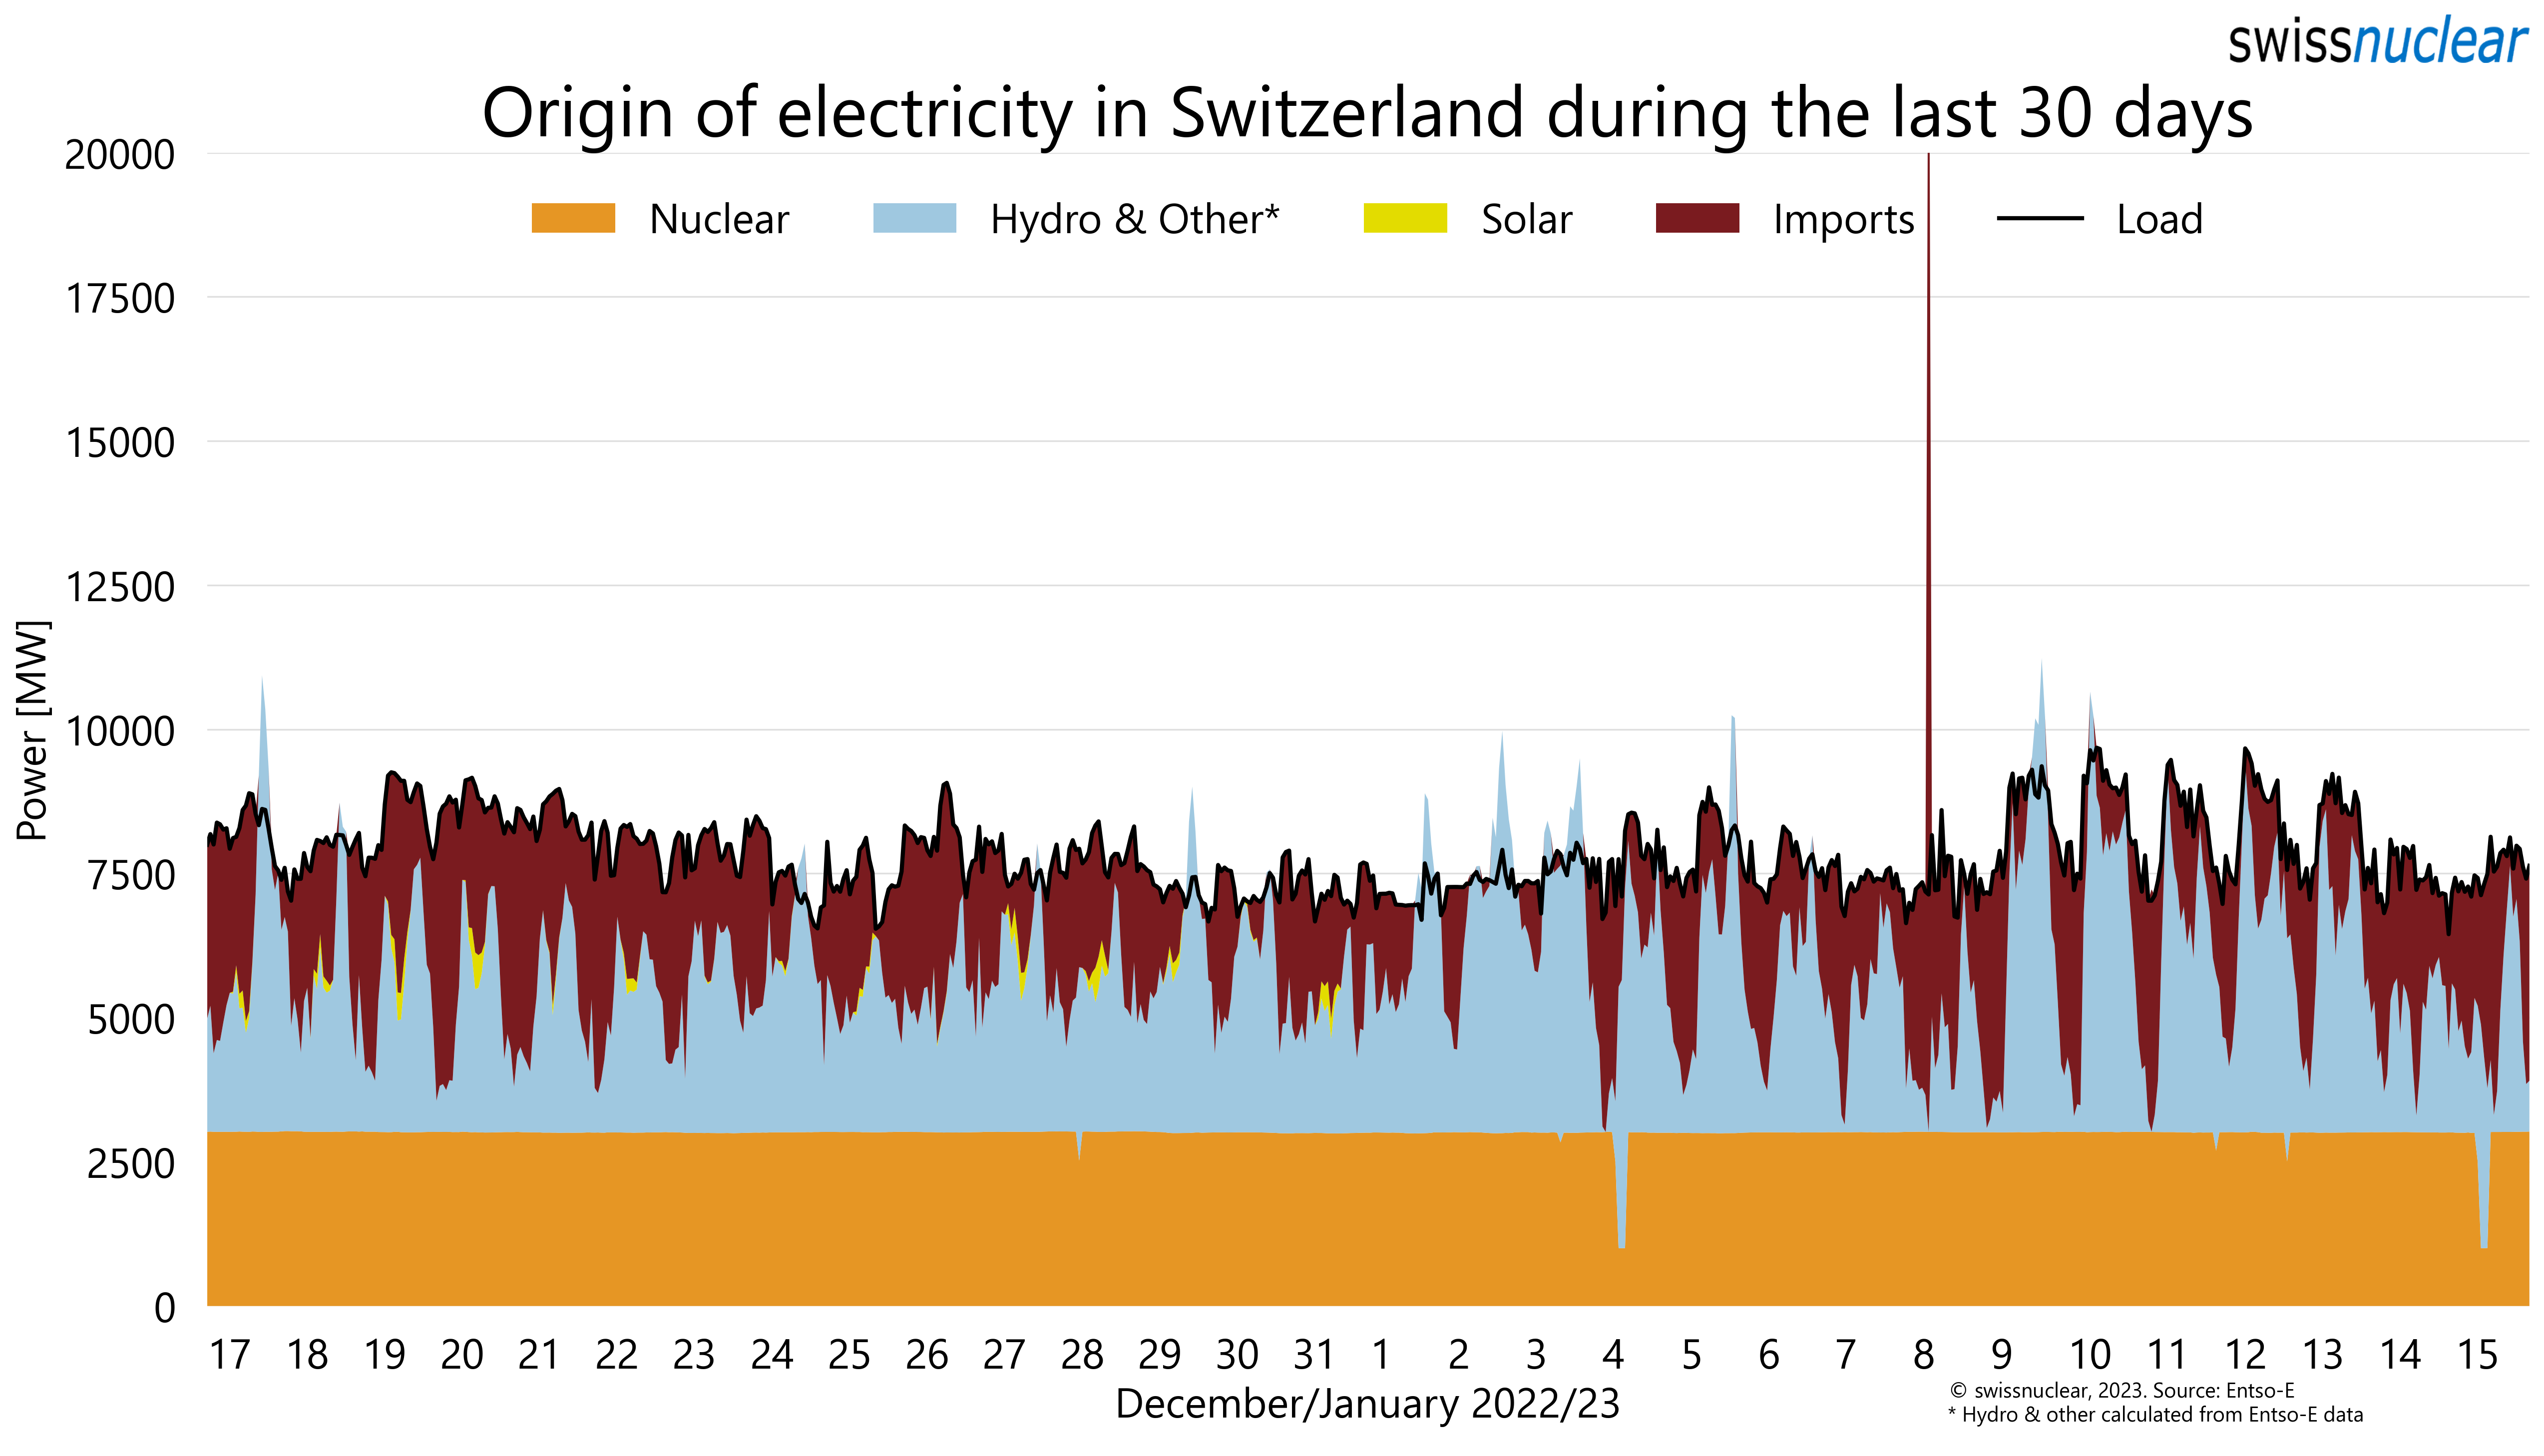 swissnuclear
Origin of electricity in Switzerland during the last 30 days
20000
Nuclear Hydro & Other* Solar Imports Load
17500
15000
12500
10000
7500
5000
2500
0
Power [MW]
17 18 19 20 21 22 23 24 25 26 27 28 29 30 31 1 2 3 4 5 6 7 8 9 10 11 12 13 14 15
December/January 2022/23
© swissnuclear, 2023. Source: Entso-E
* Hydro & other calculated from Entso-E data